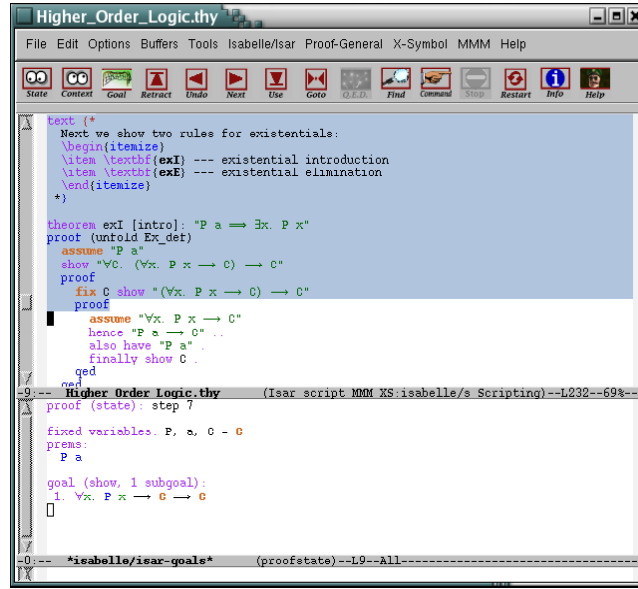 Higher_Order_Logic.thy
File Edit Options Buffers Tools Isabelle/Isar Proof-General X-Symbol MMM Help
State Context Goal Retract Undo Next Use Goto Q.E.D. Find Command Stop Restart Info Help
text {*
Next we show two rules for existentials:
\begin{itemize}
\item \textbf{exI} --- existential introduction
\item \textbf{exE} --- existential elimination
\end{itemize}
*}
theorem exI [intro]: "P a ⟹ ∃x. P x"
proof (unfold Ex_def)
assume "P a"
show "∀C. (∀x. P x ⟶ C) ⟶ C"
proof
fix C show "(∀x. P x ⟶ C) ⟶ C"
proof
assume "∀x. P x ⟶ C"
hence "P a ⟶ C" ..
also have "P a" .
finally show C .
qed
qed
-9:-- Higher_Order_Logic.thy (Isar script MMM XS:isabelle/s Scripting)--L232--69%--
proof (state): step 7
fixed variables: P, a, C = C
prems:
P a
goal (show, 1 subgoal):
1. ∀x. P x ⟶ C ⟶ C
-0:-- *isabelle/isar-goals* (proofstate)--L9--All----------------------------------